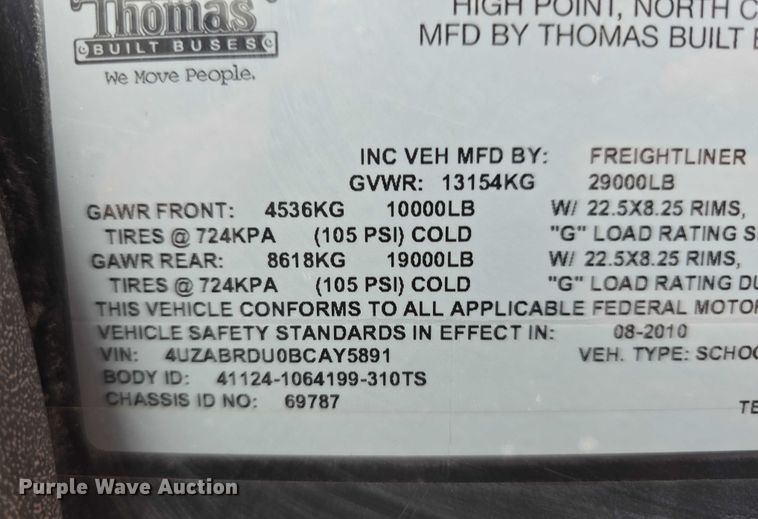 Thomas
BUILT BUSES
We Move People.
HIGH POINT, NORTH C
MFD BY THOMAS BUILT
INC VEH MFD BY: FREIGHTLINER
GVWR: 13154KG 29000LB
GAWR FRONT: 4536KG 10000LB W/ 22.5X8.25 RIMS,
TIRES @ 724KPA (105 PSI) COLD "G" LOAD RATING S
GAWR REAR: 8618KG 19000LB W/ 22.5X8.25 RIMS,
TIRES @ 724KPA (105 PSI) COLD "G" LOAD RATING DU
THIS VEHICLE CONFORMS TO ALL APPLICABLE FEDERAL MOTOR
VEHICLE SAFETY STANDARDS IN EFFECT IN: 08-2010
VIN: 4UZABRDU0BCAY5891 VEH. TYPE: SCHOO
BODY ID: 41124-1064199-310TS
CHASSIS ID NO: 69787
TE
Purple Wave Auction